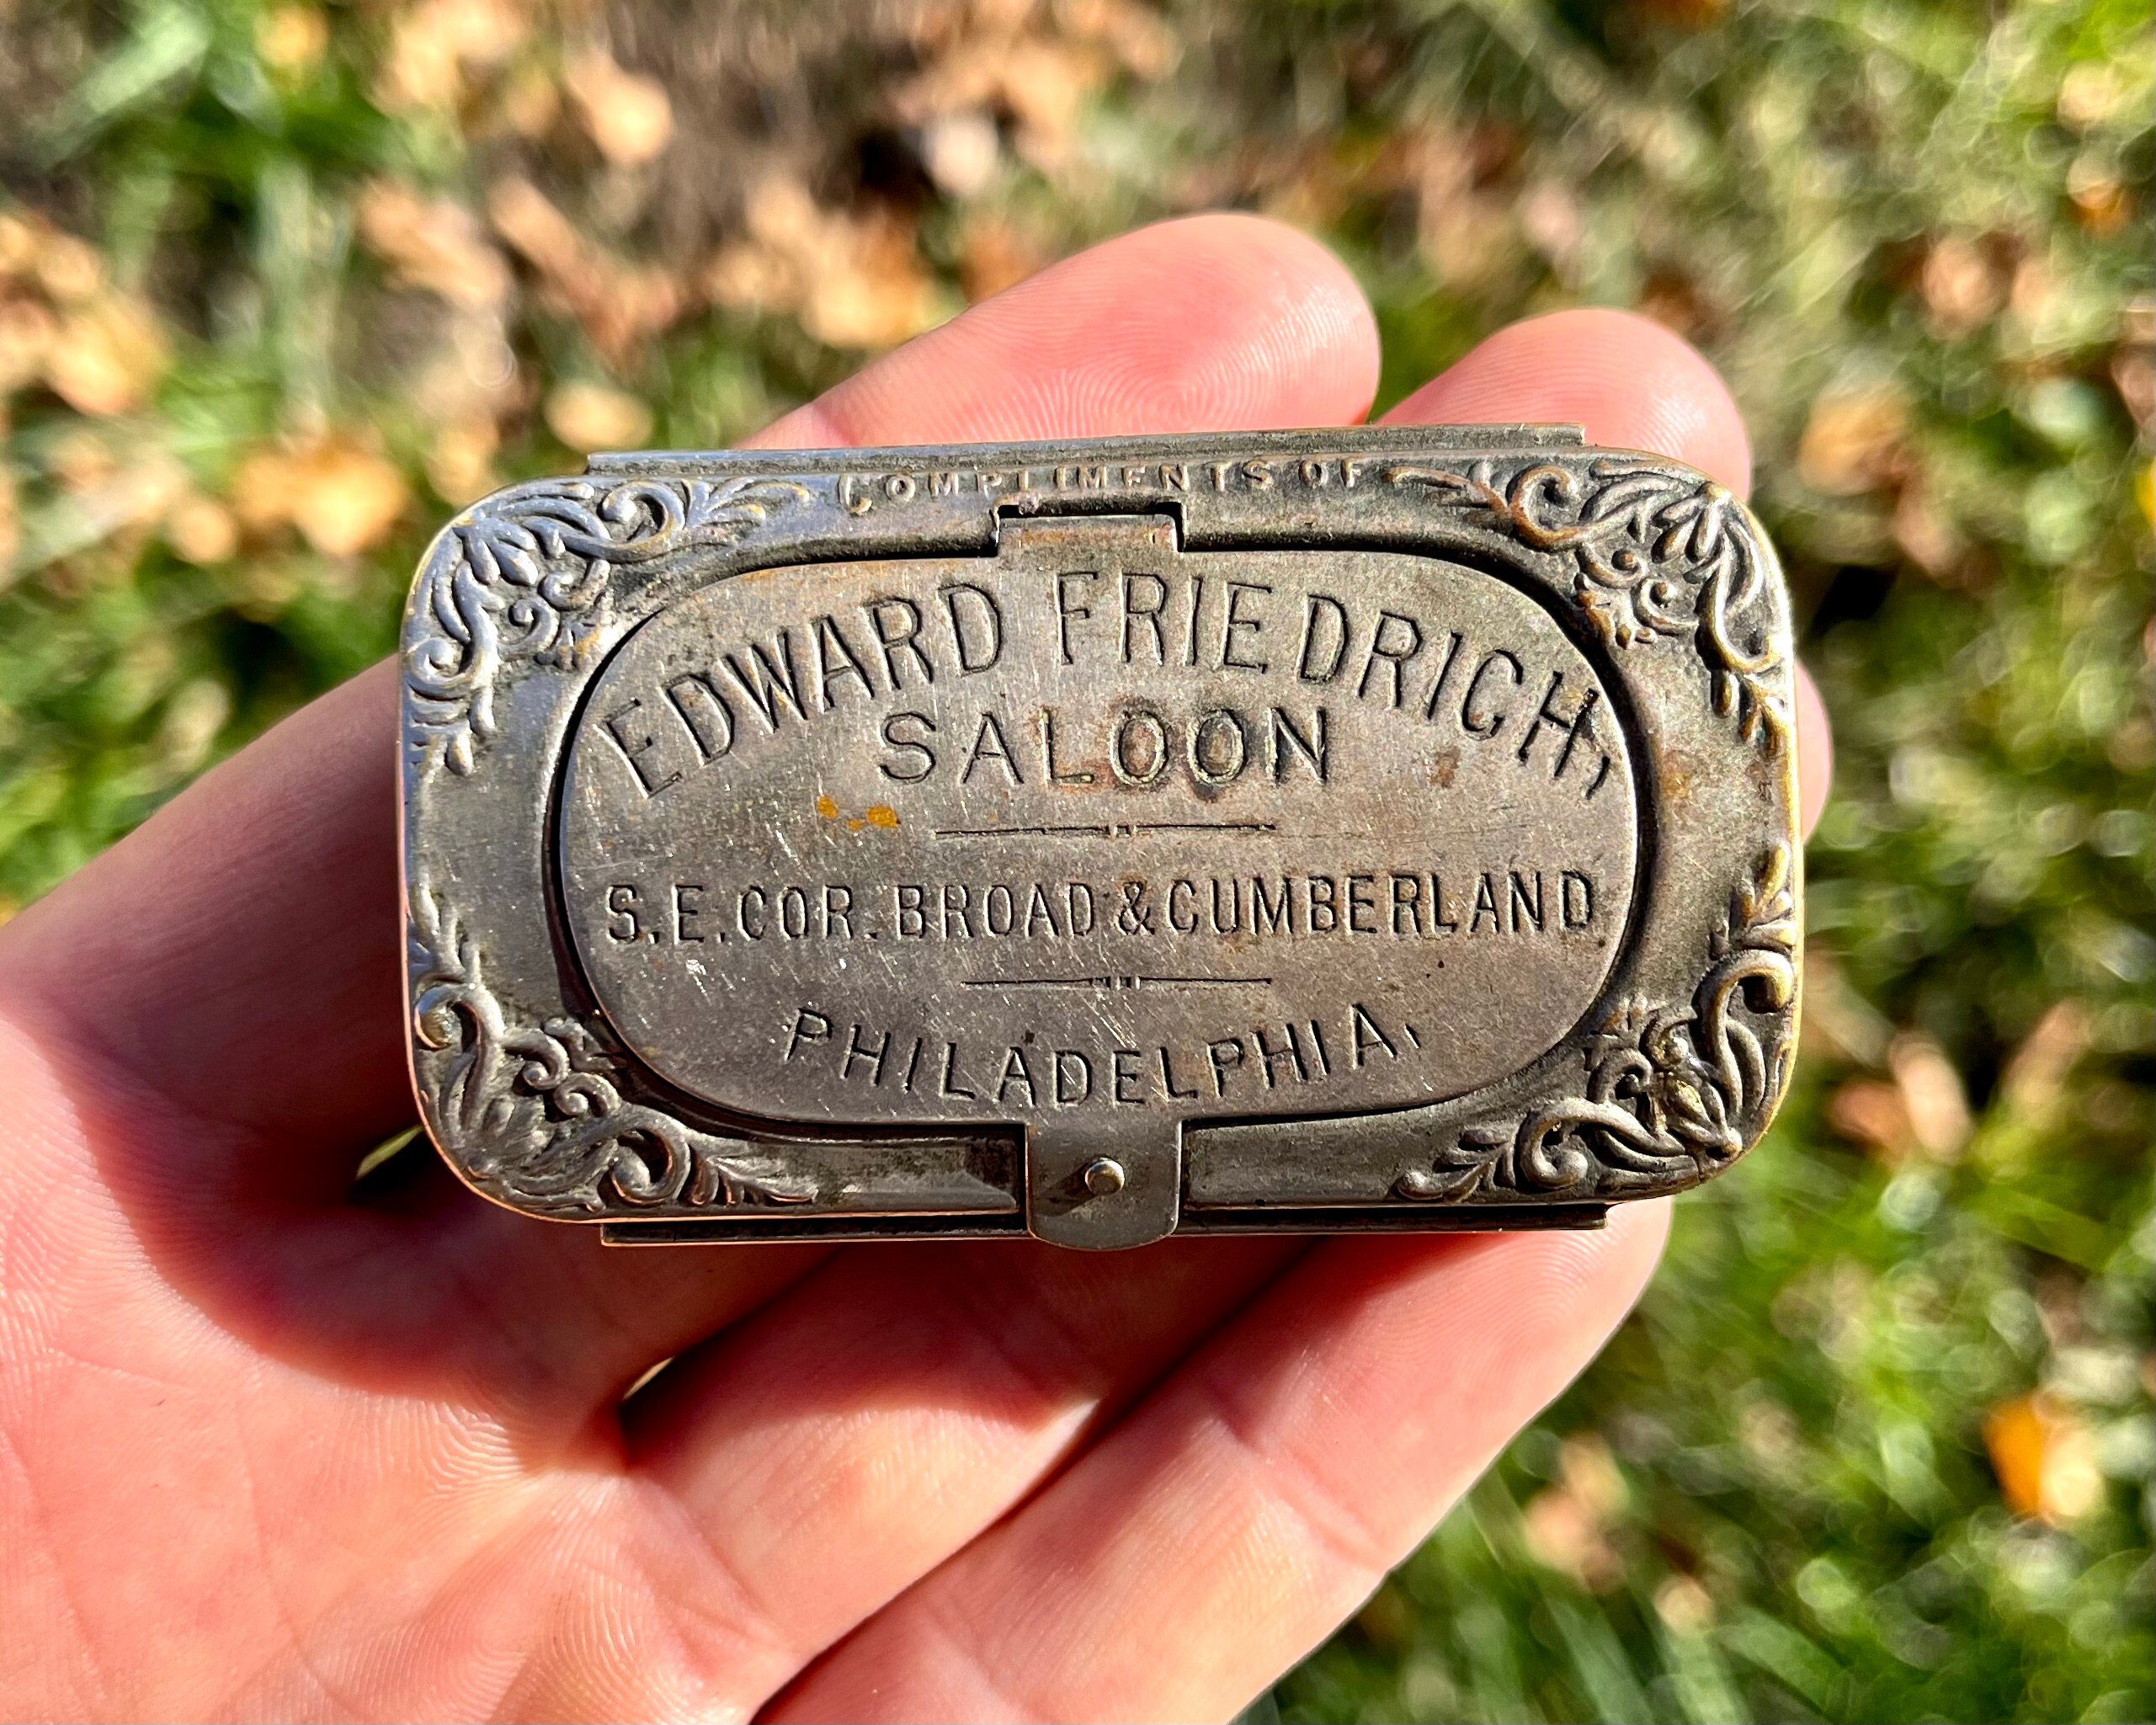 COMPLIMENTS OF
EDWARD FRIEDRICH,
SALOON
S.E.COR.BROAD & CUMBERLAND
PHILADELPHIA.